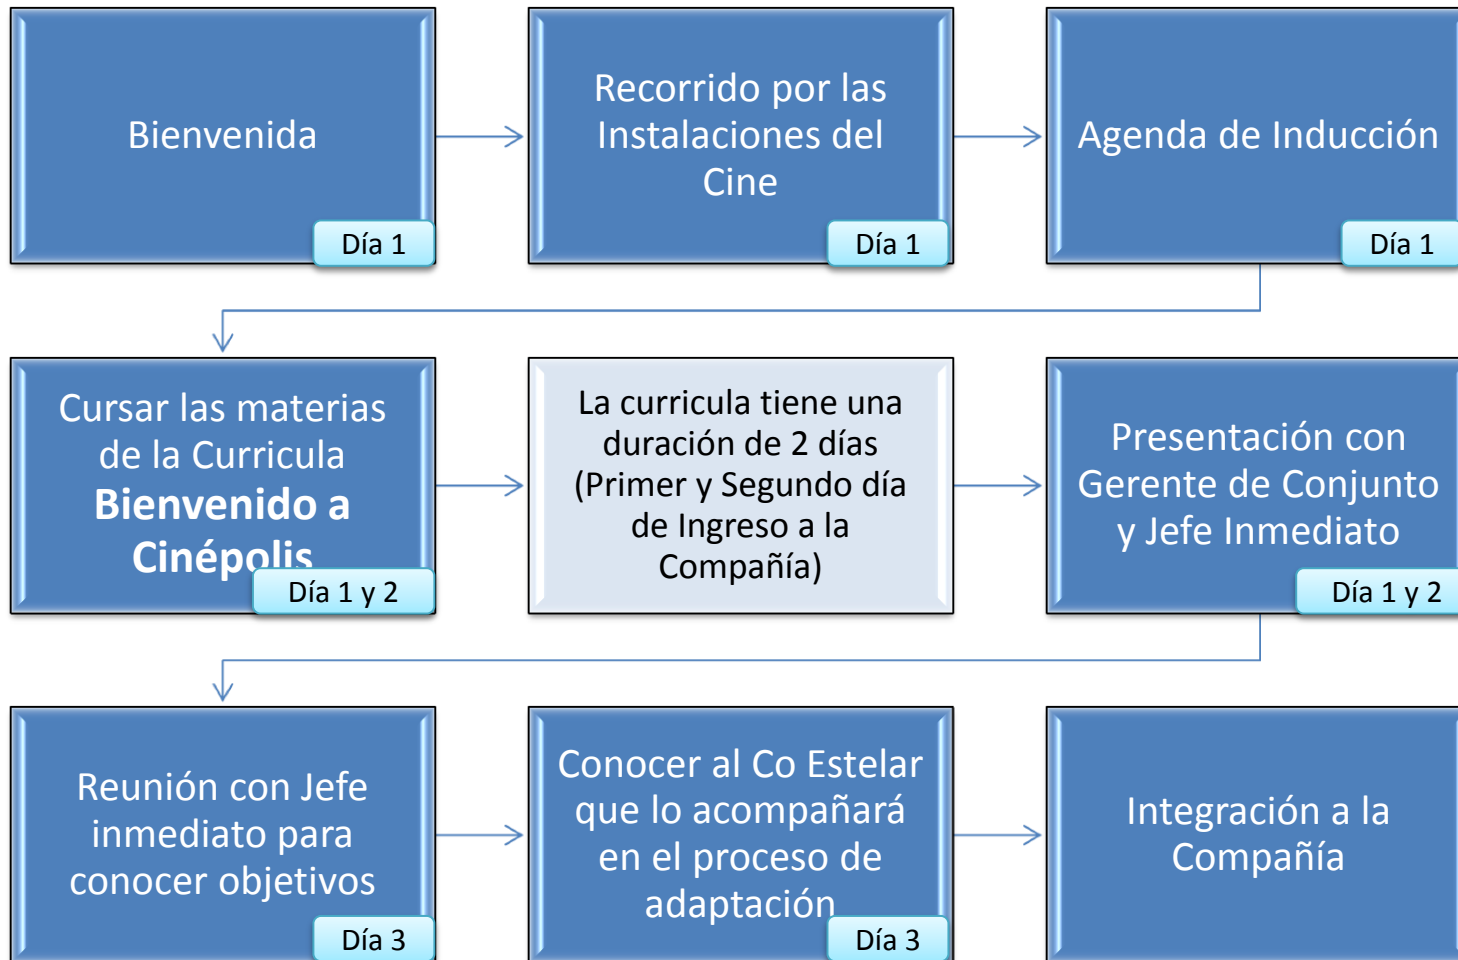 Bienvenida
Día 1
Recorrido por las
Instalaciones del
Cine
Día 1
Agenda de Inducción
Día 1
Cursar las materias
de la Curricula
Bienvenido a
Cinépolis
Día 1 y 2
La curricula tiene una
duración de 2 días
(Primer y Segundo día
de Ingreso a la
Compañía)
Presentación con
Gerente de Conjunto
y Jefe Inmediato
Día 1 y 2
Reunión con Jefe
inmediato para
conocer objetivos
Día 3
Conocer al Co Estelar
que lo acompañará
en el proceso de
adaptación
Día 3
Integración a la
Compañía